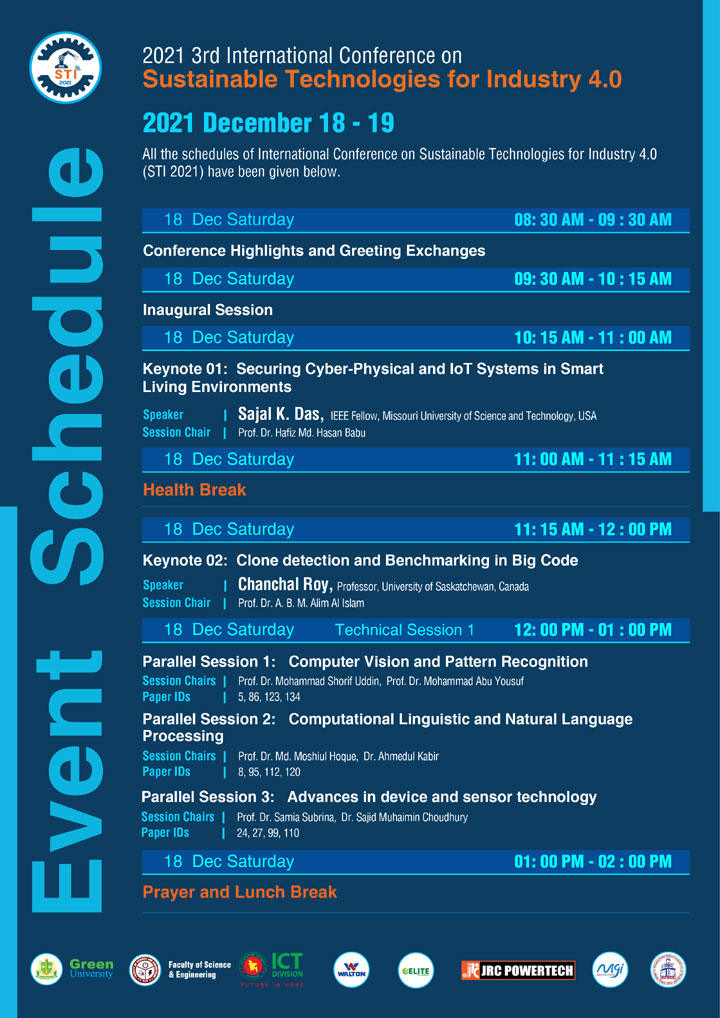 STI
2021
2021 3rd International Conference on
Sustainable Technologies for Industry 4.0
2021 December 18 - 19
All the schedules of International Conference on Sustainable Technologies for Industry 4.0
(STI 2021) have been given below.
Event Schedule
18 Dec Saturday 08: 30 AM - 09 : 30 AM
Conference Highlights and Greeting Exchanges
18 Dec Saturday 09: 30 AM - 10 : 15 AM
Inaugural Session
18 Dec Saturday 10: 15 AM - 11 : 00 AM
Keynote 01: Securing Cyber-Physical and IoT Systems in Smart
Living Environments
Speaker | Sajal K. Das, IEEE Fellow, Missouri University of Science and Technology, USA
Session Chair | Prof. Dr. Hafiz Md. Hasan Babu
18 Dec Saturday 11: 00 AM - 11 : 15 AM
Health Break
18 Dec Saturday 11: 15 AM - 12 : 00 PM
Keynote 02: Clone detection and Benchmarking in Big Code
Speaker | Chanchal Roy, Professor, University of Saskatchewan, Canada
Session Chair | Prof. Dr. A. B. M. Alim Al Islam
18 Dec Saturday Technical Session 1 12: 00 PM - 01 : 00 PM
Parallel Session 1: Computer Vision and Pattern Recognition
Session Chairs | Prof. Dr. Mohammad Shorif Uddin, Prof. Dr. Mohammad Abu Yousuf
Paper IDs | 5, 86, 123, 134
Parallel Session 2: Computational Linguistic and Natural Language
Processing
Session Chairs | Prof. Dr. Md. Moshiul Hoque, Dr. Ahmedul Kabir
Paper IDs | 8, 95, 112, 120
Parallel Session 3: Advances in device and sensor technology
Session Chairs | Prof. Dr. Samia Subrina, Dr. Sajid Muhaimin Choudhury
Paper IDs | 24, 27, 99, 110
18 Dec Saturday 01: 00 PM - 02 : 00 PM
Prayer and Lunch Break
Green
University
Faculty of Science
& Engineering
ICT
DIVISION
FUTURE IS HERE
WALTON
ELITE
JRC POWERTECH
mgi